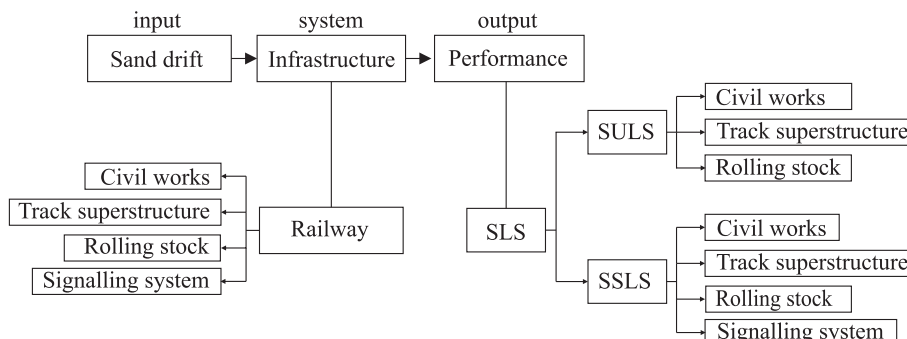 input
system
output
Sand drift
Infrastructure
Performance
Civil works
Track superstructure
Rolling stock
Signalling system
Railway
SLS
SULS
Civil works
Track superstructure
Rolling stock
SSLS
Civil works
Track superstructure
Rolling stock
Signalling system